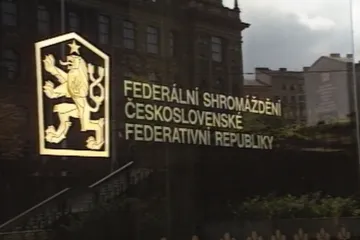 FEDERÁLNÍ SHROMÁŽDĚNÍ
ČESKOSLOVENSKÉ
FEDERATIVNÍ REPUBLIKY